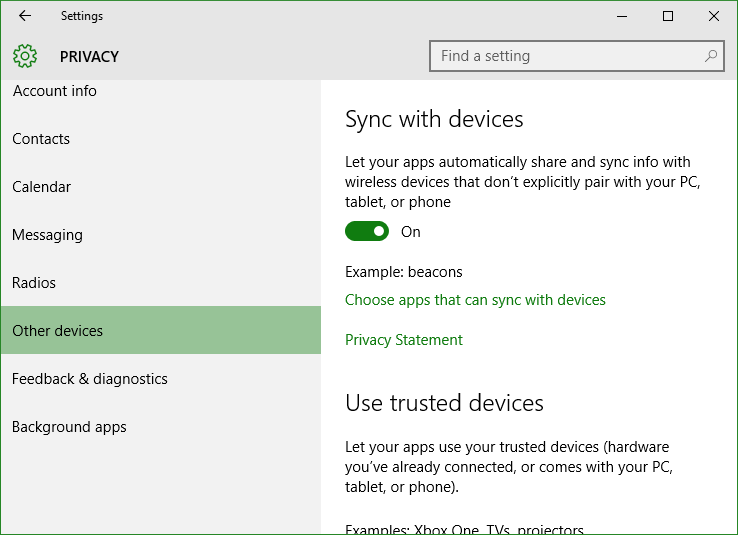 Settings
PRIVACY
Find a setting
Account info
Contacts
Calendar
Messaging
Radios
Other devices
Feedback & diagnostics
Background apps
Sync with devices
Let your apps automatically share and sync info with
wireless devices that don't explicitly pair with your PC,
tablet, or phone
On
Example: beacons
Choose apps that can sync with devices
Privacy Statement
Use trusted devices
Let your apps use your trusted devices (hardware
you've already connected, or comes with your PC,
tablet, or phone).
Examples: Xbox One, TVs, projectors